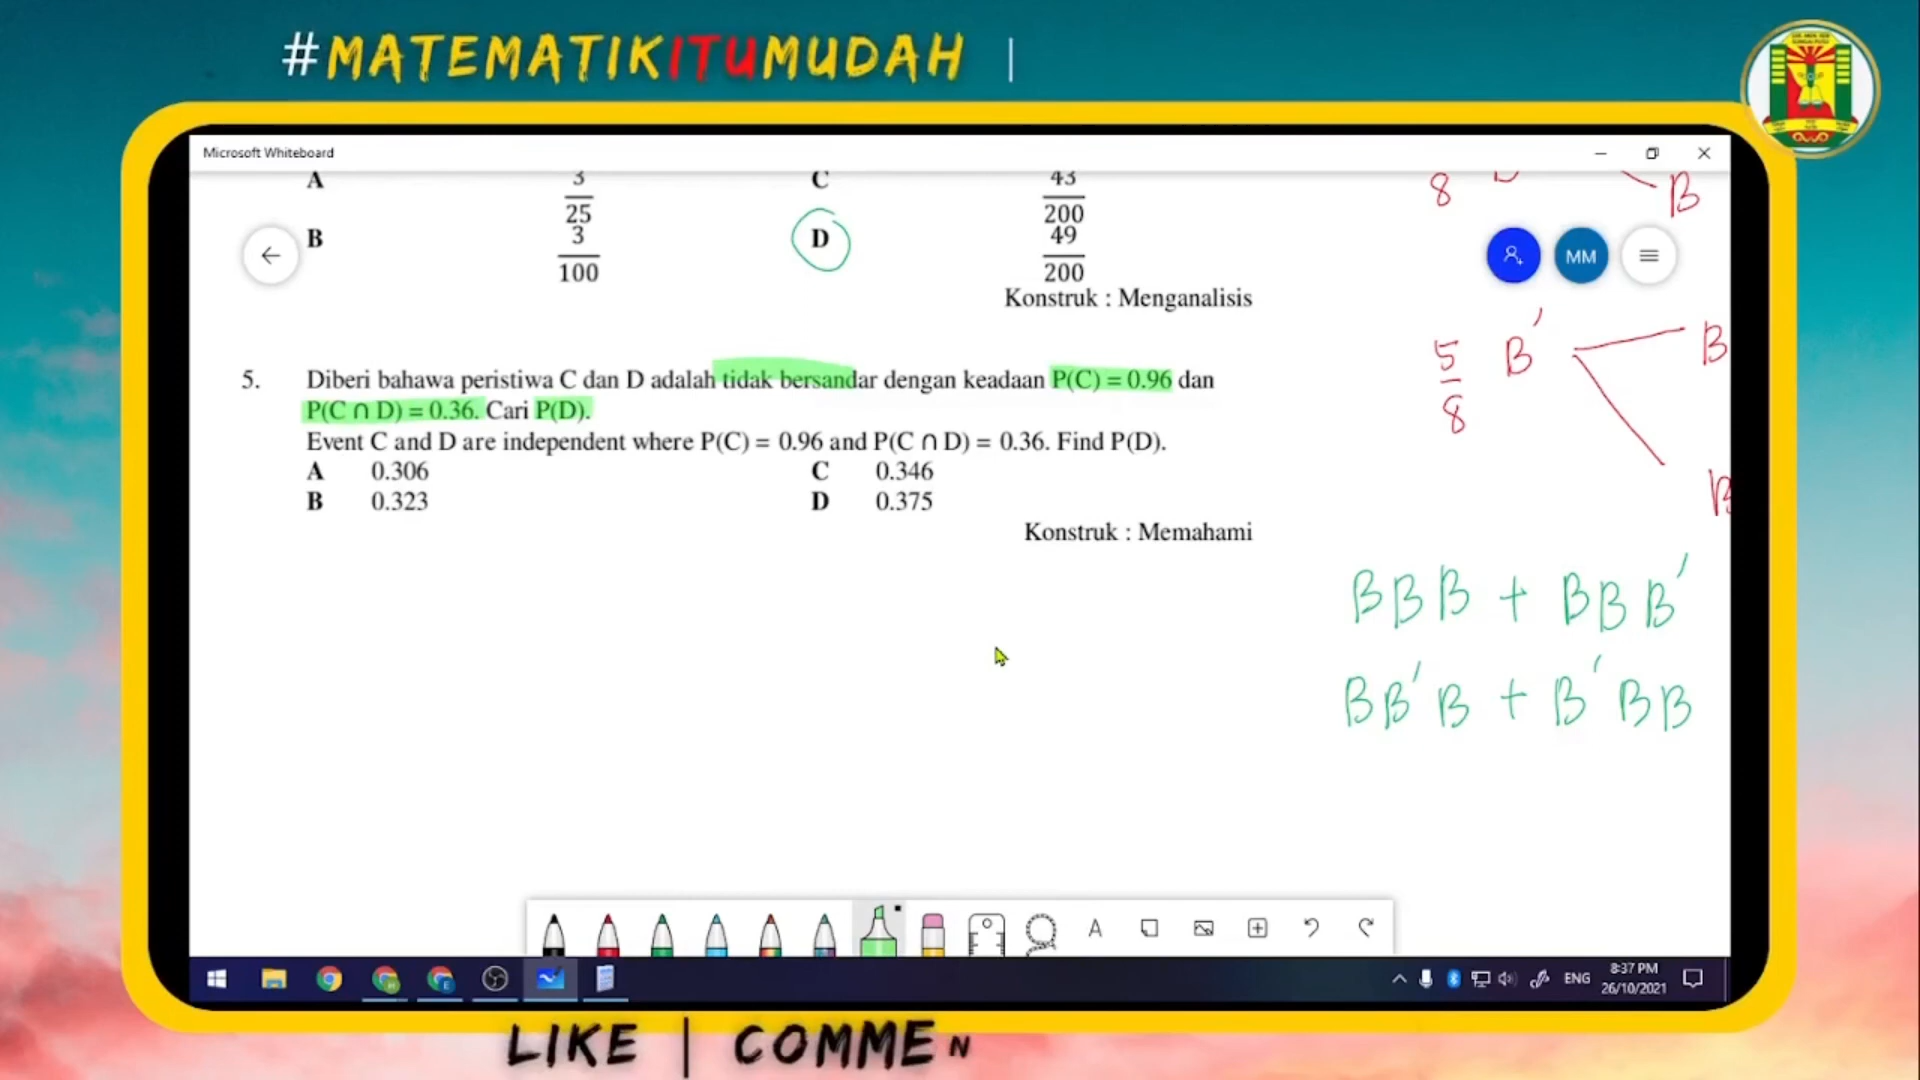 #MATEMATIKITUMUDAH |
Microsoft Whiteboard
A 3/25 C 43/200
B 3/100 D 49/200
Konstruk : Menganalisis
5. Diberi bahawa peristiwa C dan D adalah tidak bersandar dengan keadaan P(C) = 0.96 dan
P(C ∩ D) = 0.36. Cari P(D).
Event C and D are independent where P(C) = 0.96 and P(C ∩ D) = 0.36. Find P(D).
A 0.306 C 0.346
B 0.323 D 0.375
Konstruk : Memahami
8 B
MM
5/8 B' B
B
BBB + BBB'
BB'B + B'BB
A
ENG
8:37 PM
26/10/2021
LIKE | COMMEN